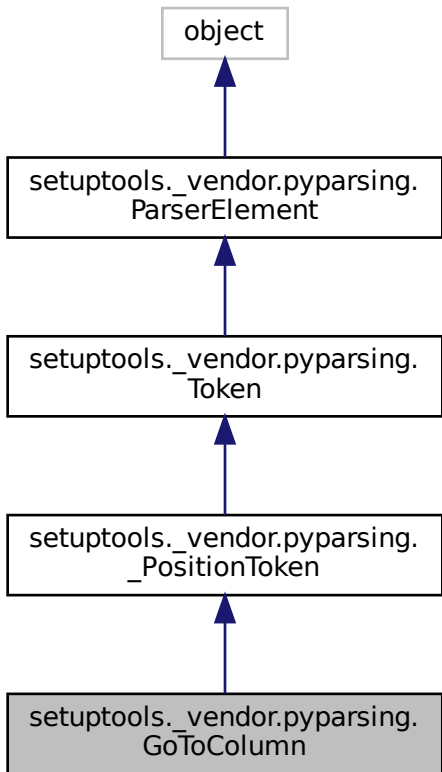 object
setuptools._vendor.pyparsing.
ParserElement
setuptools._vendor.pyparsing.
Token
setuptools._vendor.pyparsing.
_PositionToken
setuptools._vendor.pyparsing.
GoToColumn